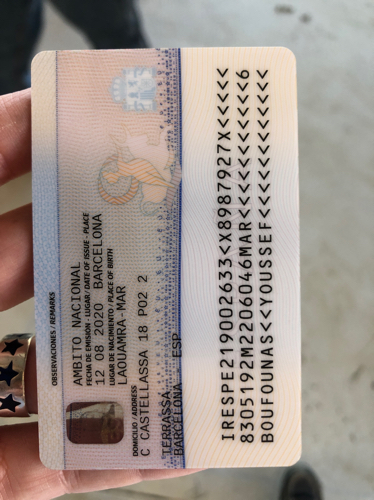 OBSERVACIONES / REMARKS
AMBITO NACIONAL
FECHA DE EMISIÓN - LUGAR / DATE OF ISSUE - PLACE
12 08 2020 BARCELONA
LUGAR DE NACIMIENTO / PLACE OF BIRTH
LAOUAMRA-MAR
DOMICILIO / ADDRESS
C CASTELLASSA 18 P02 2
TERRASSA
BARCELONA ESP
IRESPE219002633<X8987927X<<<<<
8305192M2206046MAR<<<<<<<<<<<6
BOUFOUNAS<<YOUSSEF<<<<<<<<<<<<